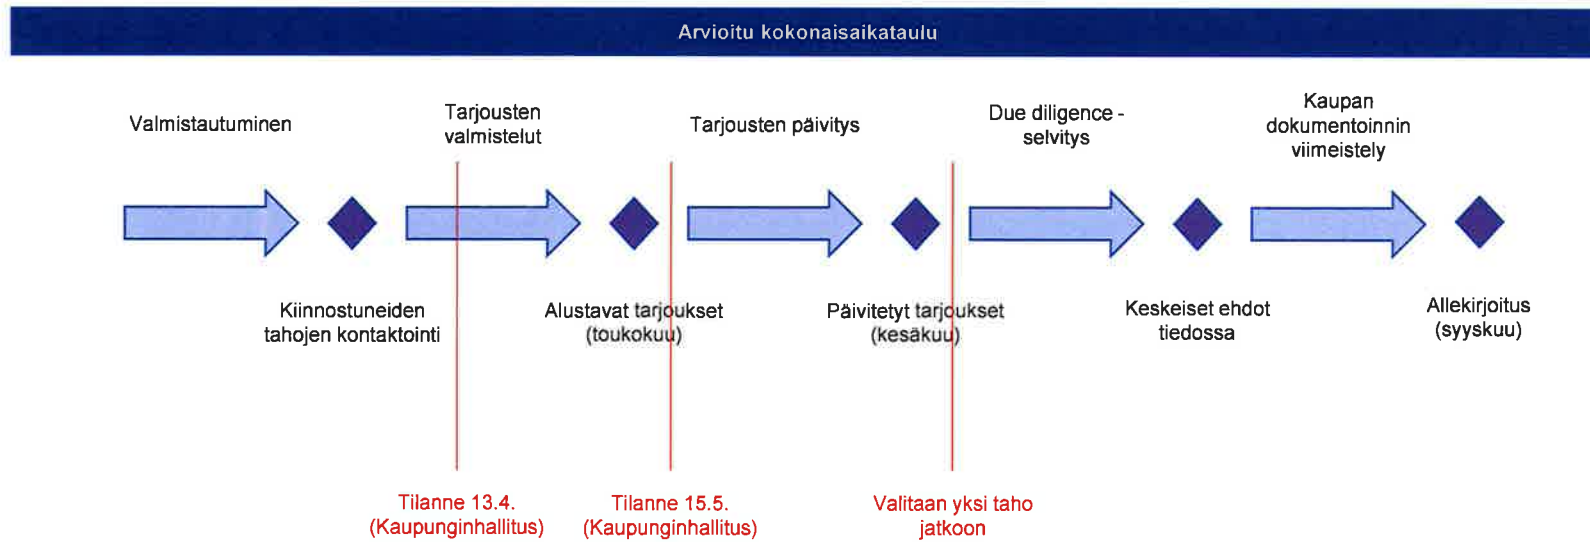 Arvioitu kokonaisaikataulu
Valmistautuminen
Tarjousten
valmistelut
Tarjousten päivitys
Due diligence -
selvitys
Kaupan
dokumentoinnin
viimeistely
Kiinnostuneiden
tahojen kontaktointi
Alustavat tarjoukset
(toukokuu)
Päivitetyt tarjoukset
(kesäkuu)
Keskeiset ehdot
tiedossa
Allekirjoitus
(syyskuu)
Tilanne 13.4.
(Kaupunginhallitus)
Tilanne 15.5.
(Kaupunginhallitus)
Valitaan yksi taho
jatkoon